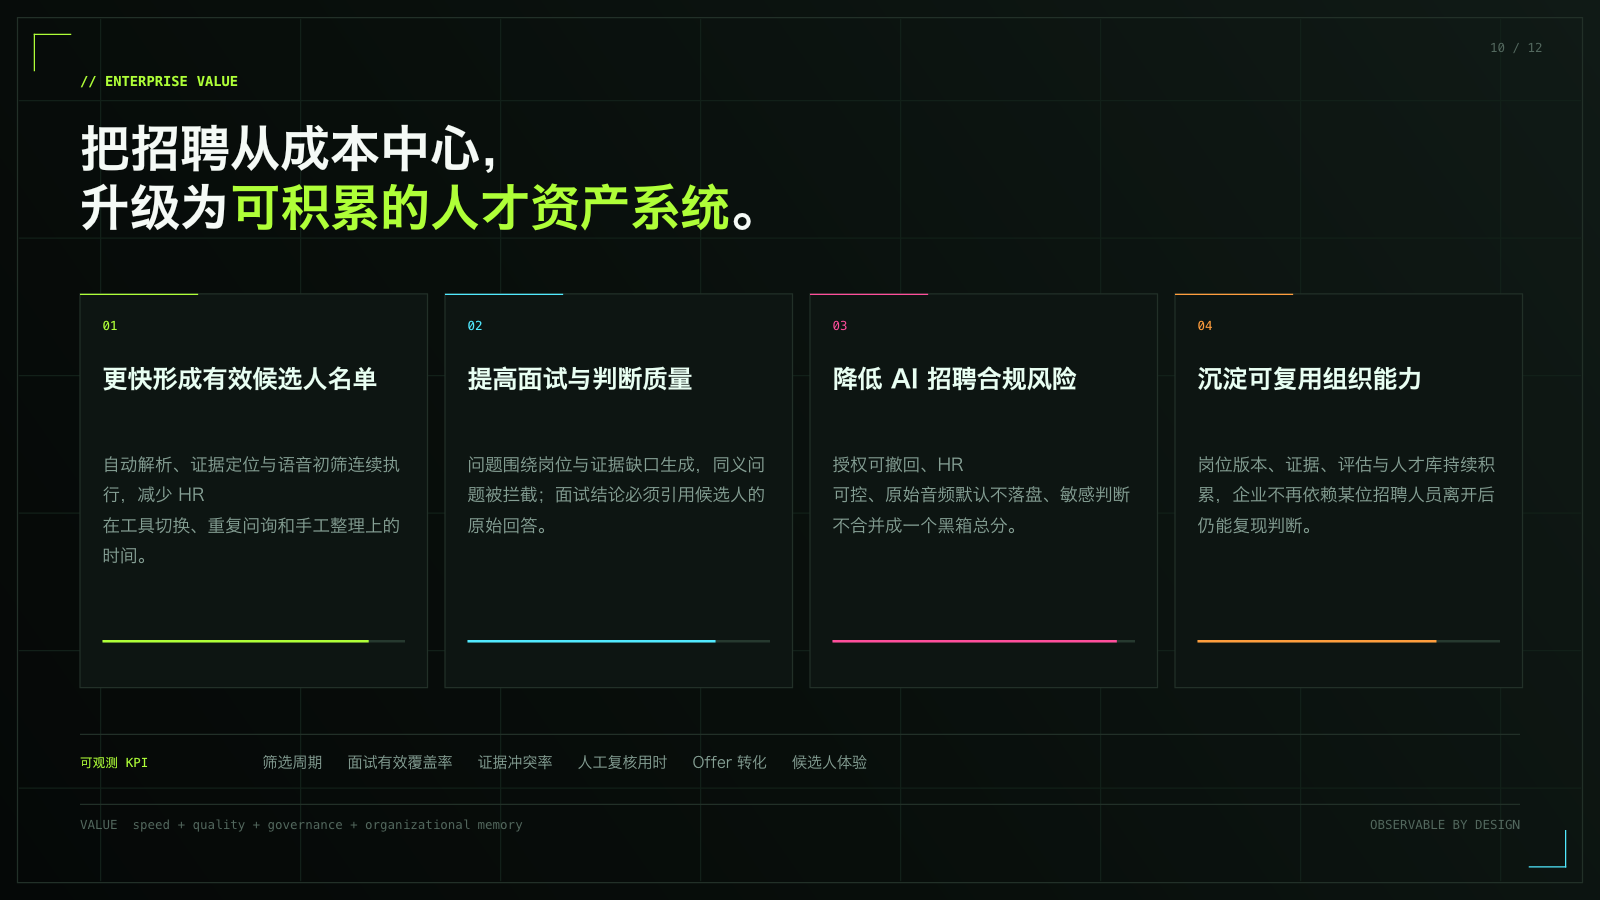 10 / 12
// ENTERPRISE VALUE
把招聘从成本中心，
升级为可积累的人才资产系统。
01
更快形成有效候选人名单
自动解析、证据定位与语音初筛连续执
行，减少 HR
在工具切换、重复问询和手工整理上的
时间。
02
提高面试与判断质量
问题围绕岗位与证据缺口生成，同义问
题被拦截；面试结论必须引用候选人的
原始回答。
03
降低 AI 招聘合规风险
授权可撤回、HR
可控、原始音频默认不落盘、敏感判断
不合并成一个黑箱总分。
04
沉淀可复用组织能力
岗位版本、证据、评估与人才库持续积
累，企业不再依赖某位招聘人员离开后
仍能复现判断。
可观测 KPI 筛选周期 面试有效覆盖率 证据冲突率 人工复核用时 Offer 转化 候选人体验
VALUE speed + quality + governance + organizational memory
OBSERVABLE BY DESIGN